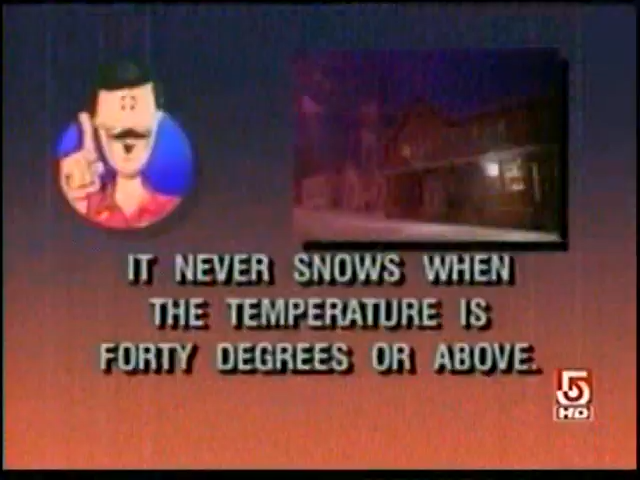 IT NEVER SNOWS WHEN
THE TEMPERATURE IS
FORTY DEGREES OR ABOVE.
5
HD